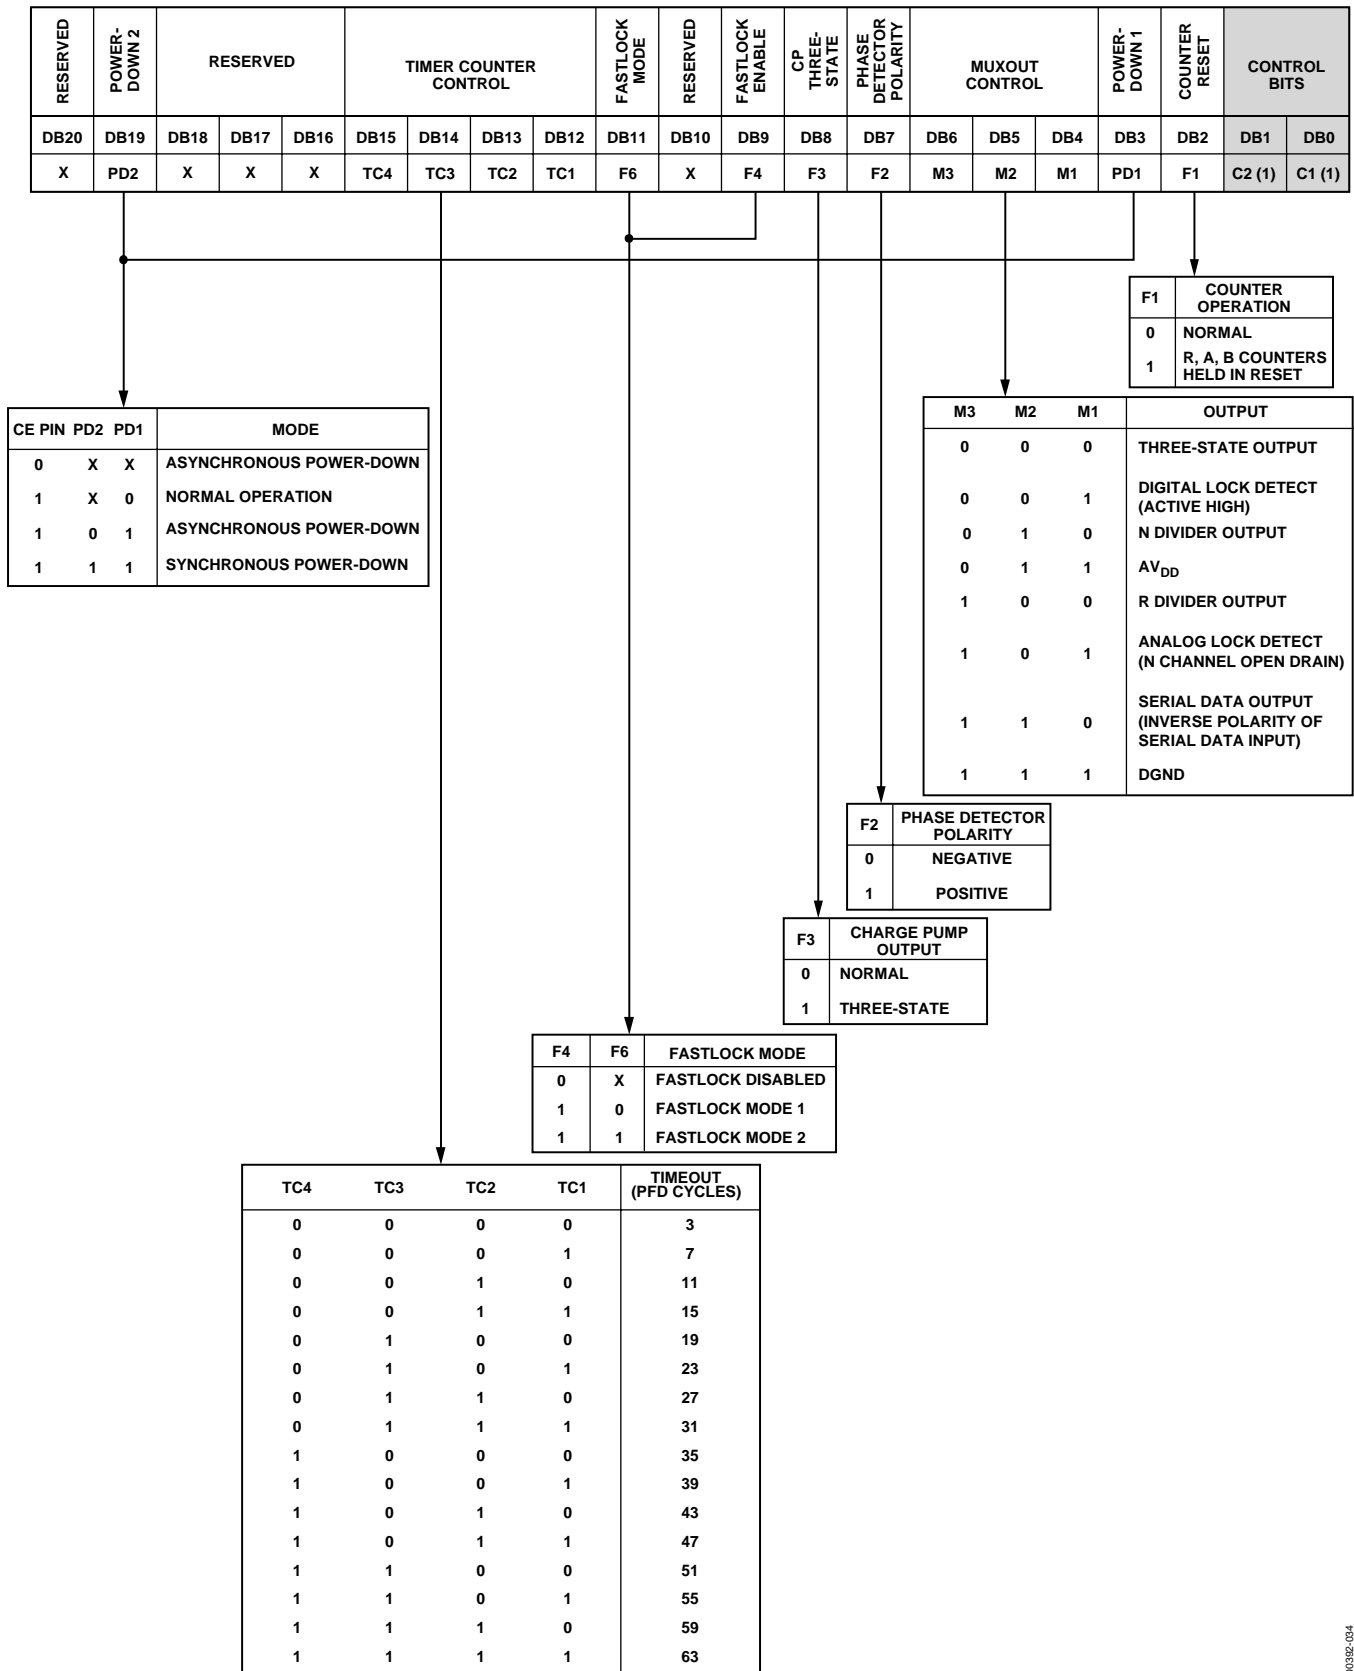 RESERVED
POWER-
DOWN 2
RESERVED
TIMER COUNTER
CONTROL
FASTLOCK
MODE
RESERVED
FASTLOCK
ENABLE
CP
THREE-
STATE
PHASE
DETECTOR
POLARITY
MUXOUT
CONTROL
POWER-
DOWN 1
COUNTER
RESET
CONTROL
BITS
DB20 DB19 DB18 DB17 DB16 DB15 DB14 DB13 DB12 DB11 DB10 DB9 DB8 DB7 DB6 DB5 DB4 DB3 DB2 DB1 DB0
X PD2 X X X TC4 TC3 TC2 TC1 F6 X F4 F3 F2 M3 M2 M1 PD1 F1 C2 (1) C1 (1)
F1 COUNTER
OPERATION
0 NORMAL
1 R, A, B COUNTERS
HELD IN RESET
CE PIN PD2 PD1 MODE
0 X X ASYNCHRONOUS POWER-DOWN
1 X 0 NORMAL OPERATION
1 0 1 ASYNCHRONOUS POWER-DOWN
1 1 1 SYNCHRONOUS POWER-DOWN
M3 M2 M1 OUTPUT
0 0 0 THREE-STATE OUTPUT
0 0 1 DIGITAL LOCK DETECT
(ACTIVE HIGH)
0 1 0 N DIVIDER OUTPUT
0 1 1 AVDD
1 0 0 R DIVIDER OUTPUT
1 0 1 ANALOG LOCK DETECT
(N CHANNEL OPEN DRAIN)
1 1 0 SERIAL DATA OUTPUT
(INVERSE POLARITY OF
SERIAL DATA INPUT)
1 1 1 DGND
F2 PHASE DETECTOR
POLARITY
0 NEGATIVE
1 POSITIVE
F3 CHARGE PUMP
OUTPUT
0 NORMAL
1 THREE-STATE
F4 F6 FASTLOCK MODE
0 X FASTLOCK DISABLED
1 0 FASTLOCK MODE 1
1 1 FASTLOCK MODE 2
TC4 TC3 TC2 TC1 TIMEOUT
(PFD CYCLES)
0 0 0 0 3
0 0 0 1 7
0 0 1 0 11
0 0 1 1 15
0 1 0 0 19
0 1 0 1 23
0 1 1 0 27
0 1 1 1 31
1 0 0 0 35
1 0 0 1 39
1 0 1 0 43
1 0 1 1 47
1 1 0 0 51
1 1 0 1 55
1 1 1 0 59
1 1 1 1 63